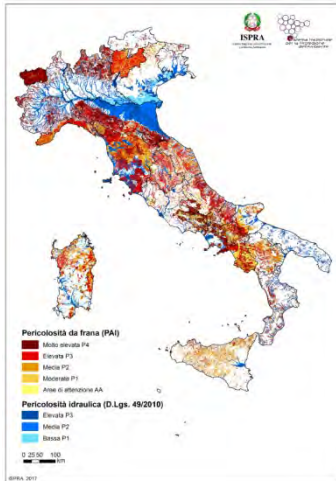 ISPRA
Pericolosità da frana (PAI)
Molto elevata P4
Elevata P3
Media P2
Moderata P1
Aree di attenzione AA
Pericolosità idraulica (D.Lgs. 49/2010)
Elevata P3
Media P2
Bassa P1
0 25 50 100
km
ISPRA, 2017